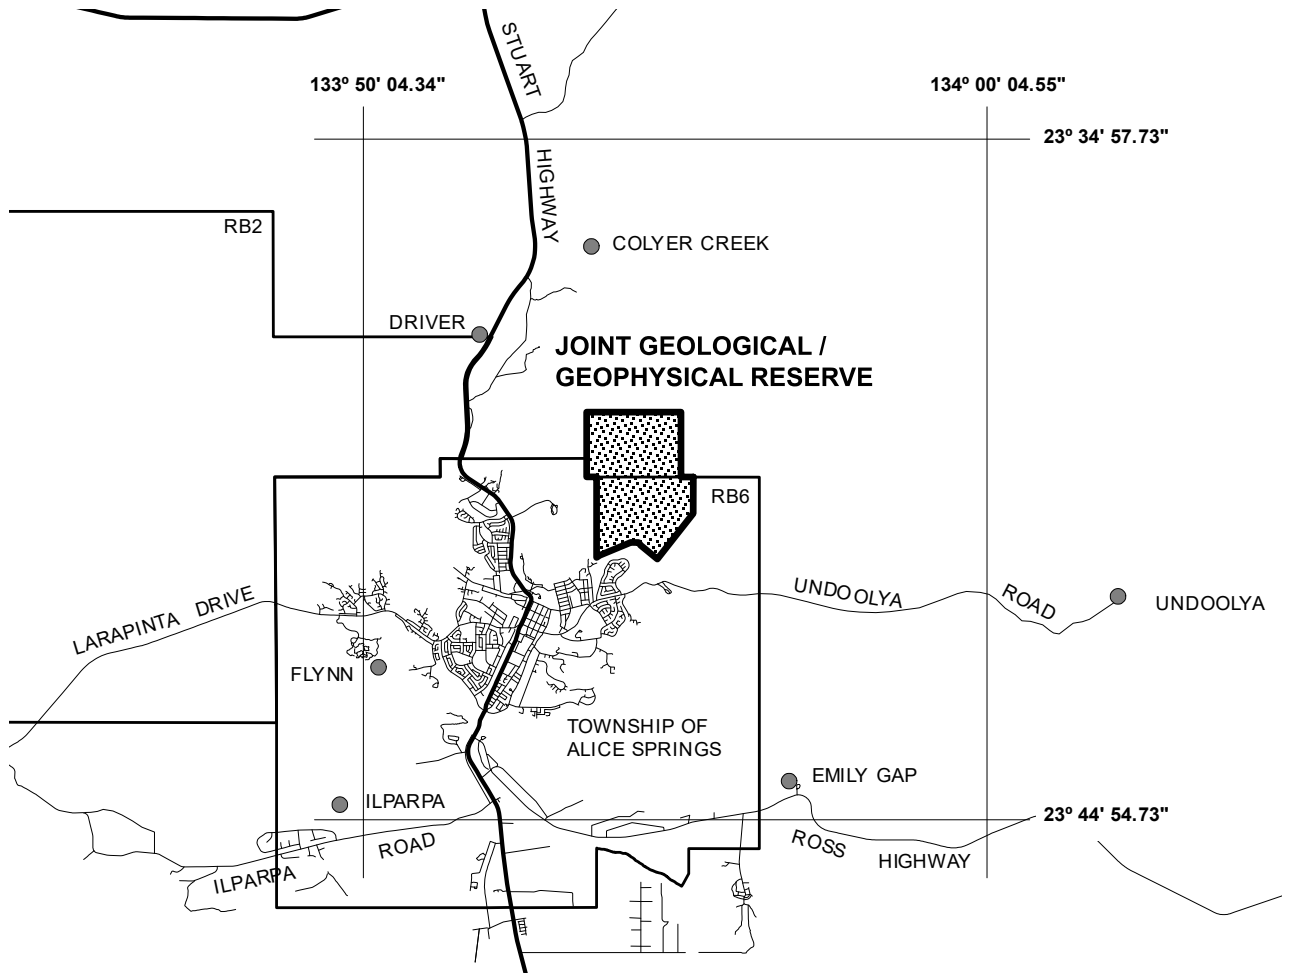 STUART
133º 50' 04.34"
134º 00' 04.55"
23º 34' 57.73"
HIGHWAY
RB2
COLYER CREEK
DRIVER
JOINT GEOLOGICAL /
GEOPHYSICAL RESERVE
RB6
LARAPINTA DRIVE
UNDOOLYA
ROAD
UNDOOLYA
FLYNN
TOWNSHIP OF
ALICE SPRINGS
EMILY GAP
ILPARPA
23º 44' 54.73"
ROAD
ROSS
HIGHWAY
ILPARPA